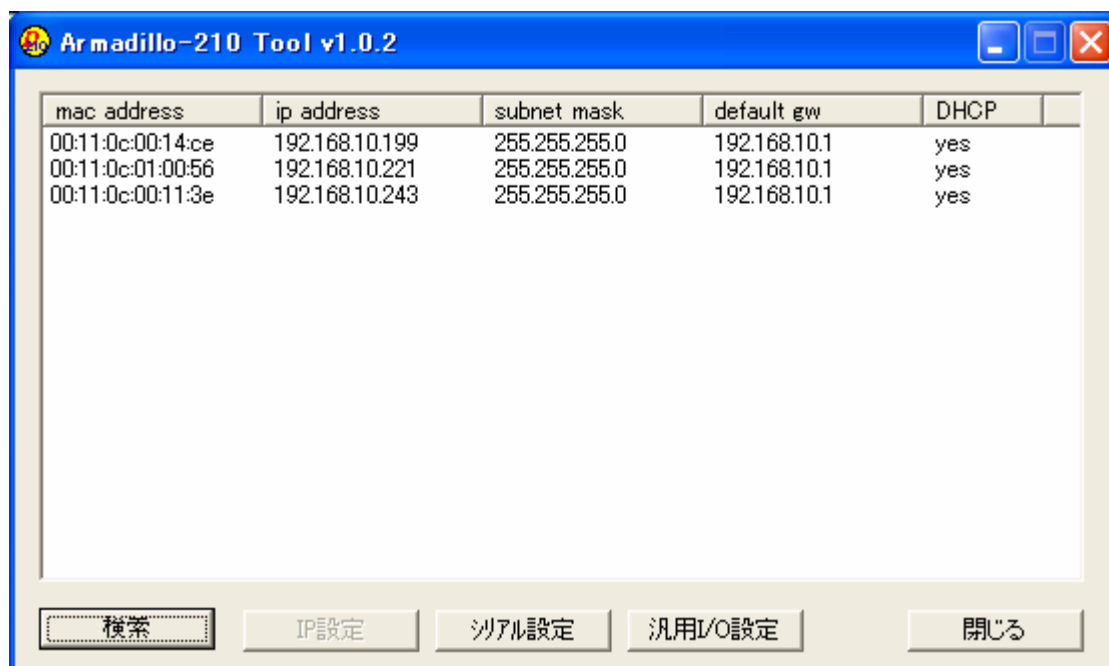 Armadillo-210 Tool v1.0.2
mac address ip address subnet mask default gw DHCP
00:11:0c:00:14:ce 192.168.10.199 255.255.255.0 192.168.10.1 yes
00:11:0c:01:00:56 192.168.10.221 255.255.255.0 192.168.10.1 yes
00:11:0c:00:11:3e 192.168.10.243 255.255.255.0 192.168.10.1 yes
検索 IP設定 シリアル設定 汎用I/O設定 閉じる